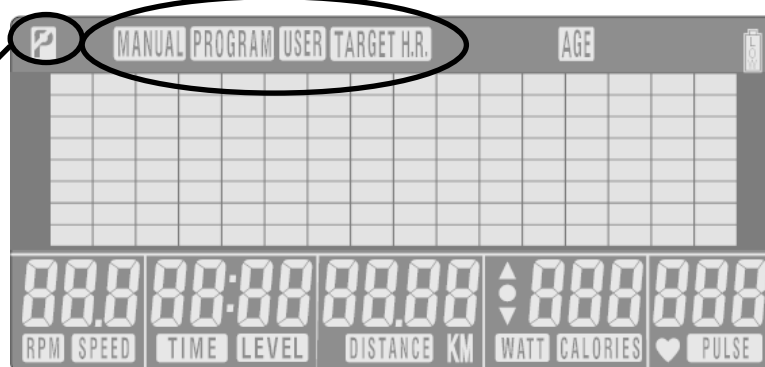 P MANUAL PROGRAM USER TARGET H.R. AGE LOW
88.8 88:88 88.88 888 888
RPM SPEED TIME LEVEL DISTANCE KM WATT CALORIES PULSE